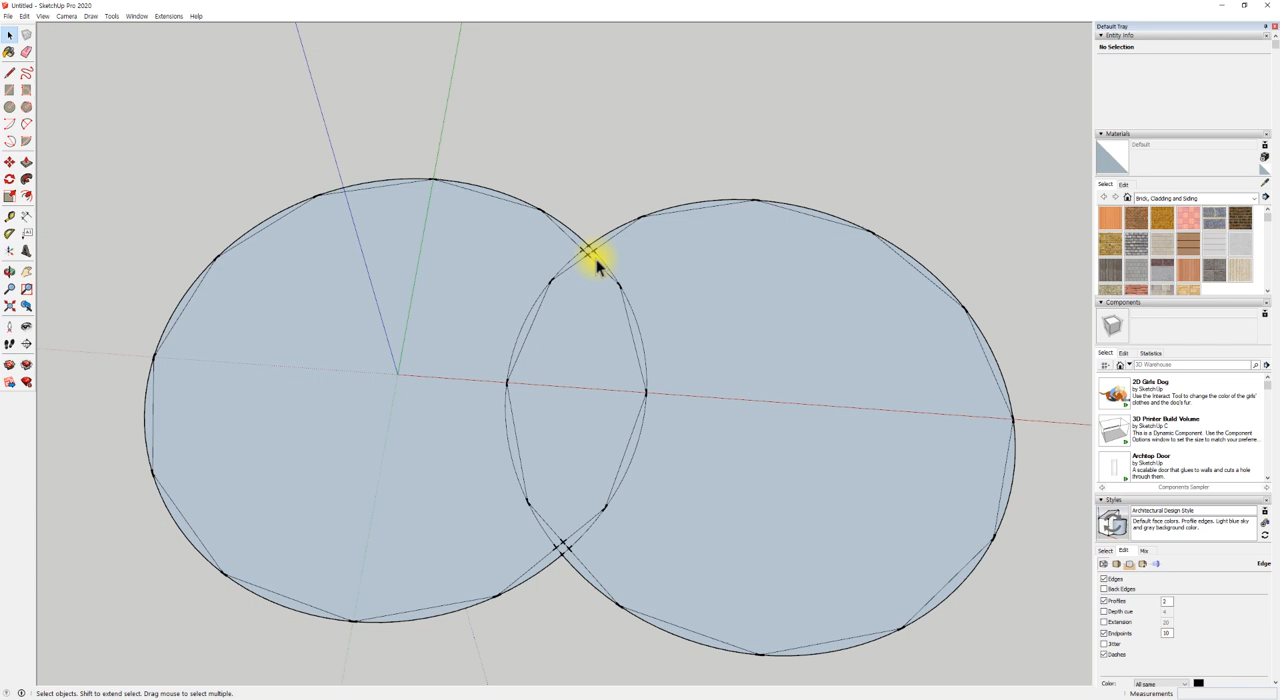 Untitled - SketchUp Pro 2020
File Edit View Camera Draw Tools Window Extensions Help
Default Tray
Entity Info
No Selection
Materials
Default
Select Edit
Brick, Cladding and Siding
Components
Select Edit Statistics
3D Warehouse
2D Girls Dog
by SketchUp
Use the Interact Tool to change the color of the girls'
clothes and the dog's fur.
3D Printer Build Volume
by SketchUp C
This is a Dynamic Component. Use the Component
Options window to set the size to match your preferre...
Archtop Door
by SketchUp
A scalable door that glues to walls and cuts a hole
through them.
Components Sampler
Styles
Architectural Design Style
Default face colors. Profile edges. Light blue sky
and gray background color.
Select Edit Mix
Edge
Edges
Back Edges
Profiles 2
Depth cue 4
Extension 20
Endpoints 10
Jitter
Dashes
Color: All same
Select objects. Shift to extend select. Drag mouse to select multiple.
Measurements